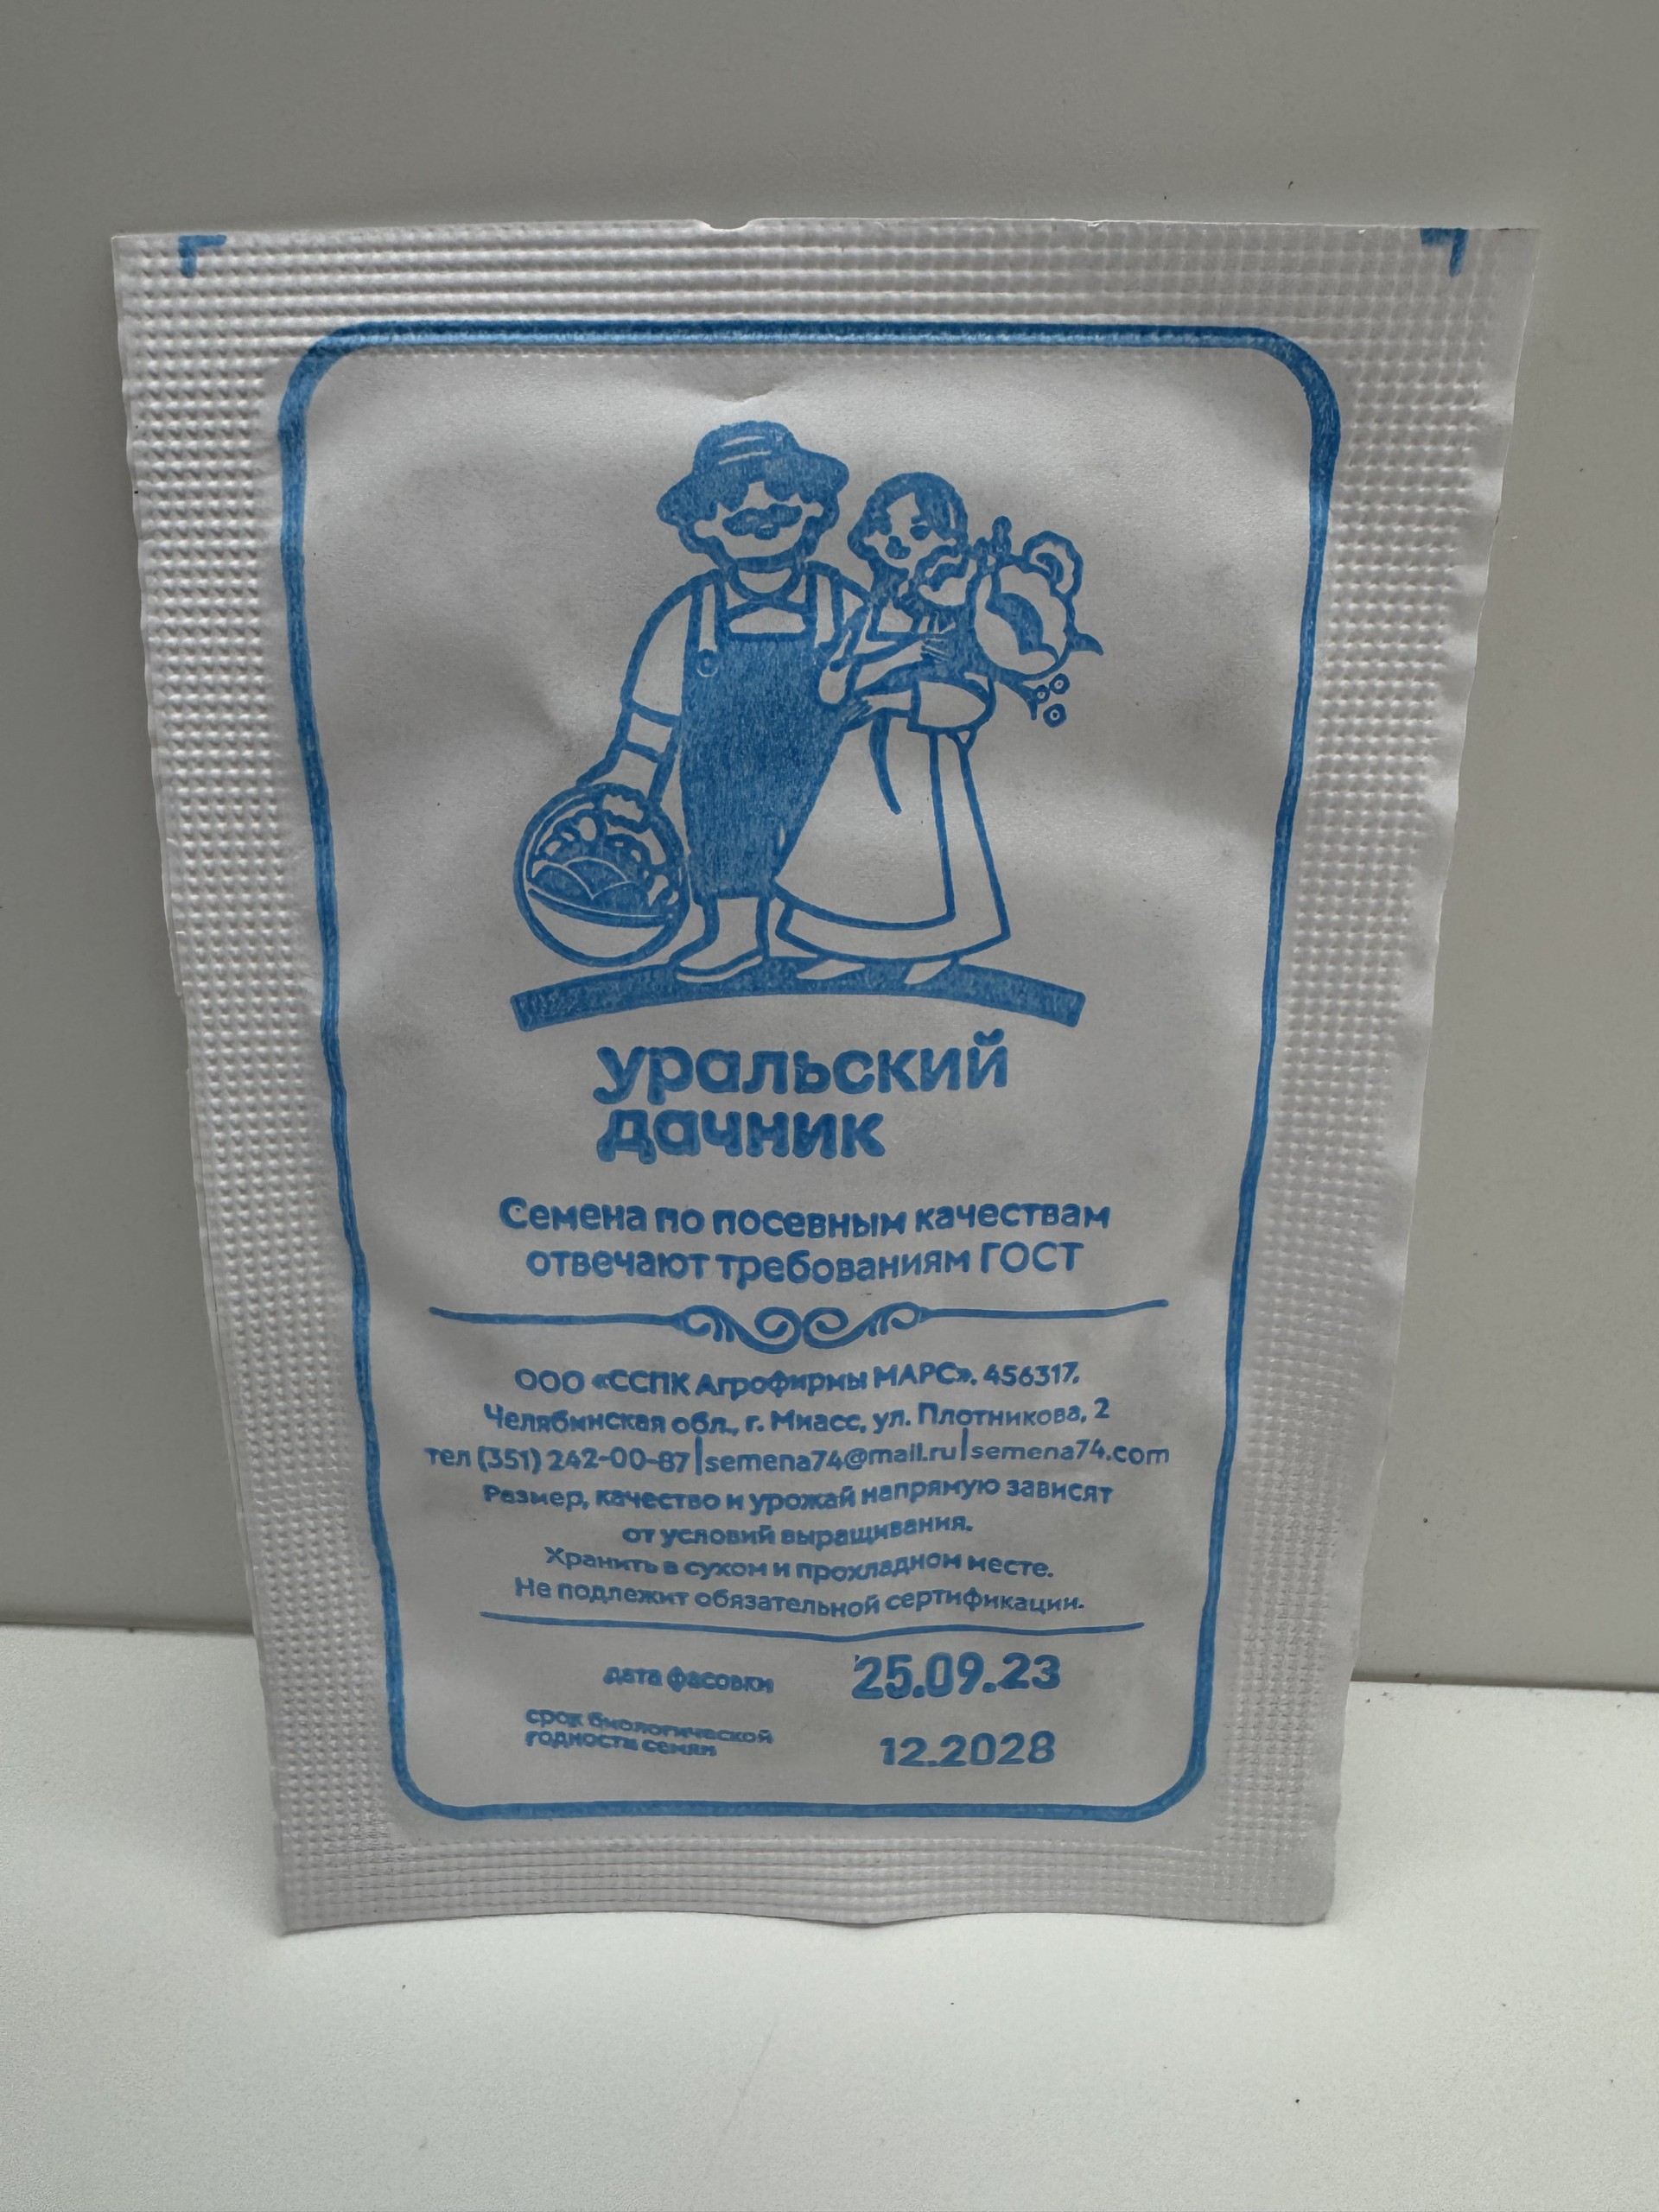 уральский
дачник
Семена по посевным качествам
отвечают требованиям ГОСТ
ООО «ССПК Агрофирмы МАРС». 456317,
Челябинская обл., г. Миасс, ул. Плотникова, 2
тел (351) 242-00-87|semena74@mail.ru|semena74.com
Размер, качество и урожай напрямую зависят
от условий выращивания.
Хранить в сухом и прохладном месте.
Не подлежит обязательной сертификации.
дата фасовки 25.09.23
срок биологической
годности семян 12.2028